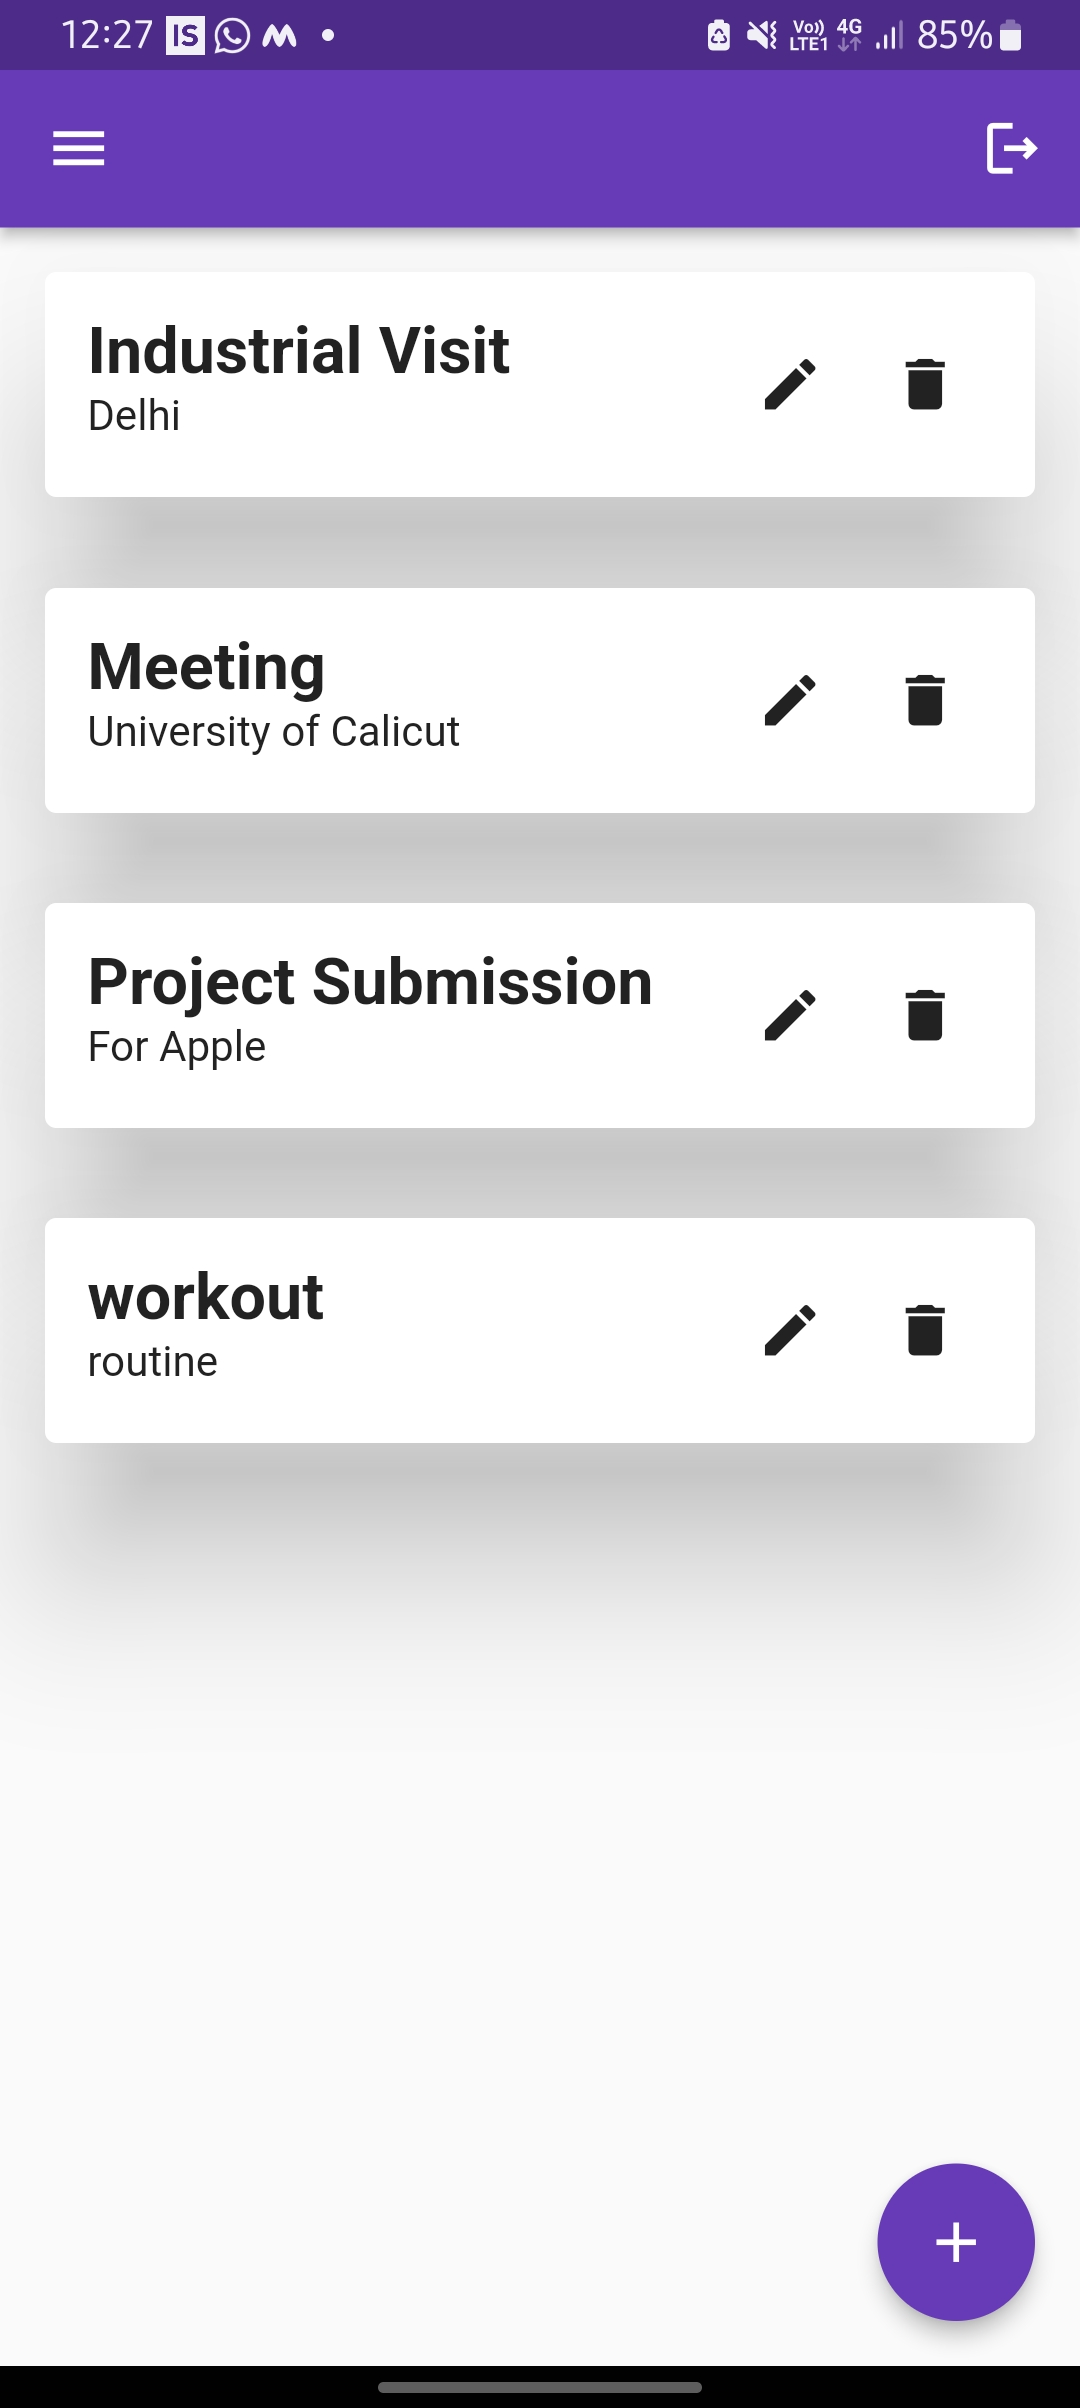 12:27 IS
Vo)) LTE1 4G 85%
Industrial Visit
Delhi
Meeting
University of Calicut
Project Submission
For Apple
workout
routine